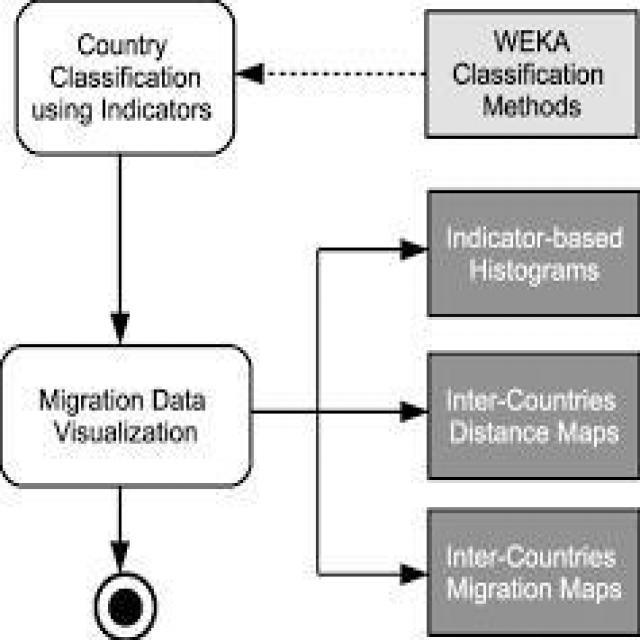 Country
Classification
using Indicators
WEKA
Classification
Methods
Indicator-based
Histograms
Migration Data
Visualization
Inter-Countries
Distance Maps
Inter-Countries
Migration Maps